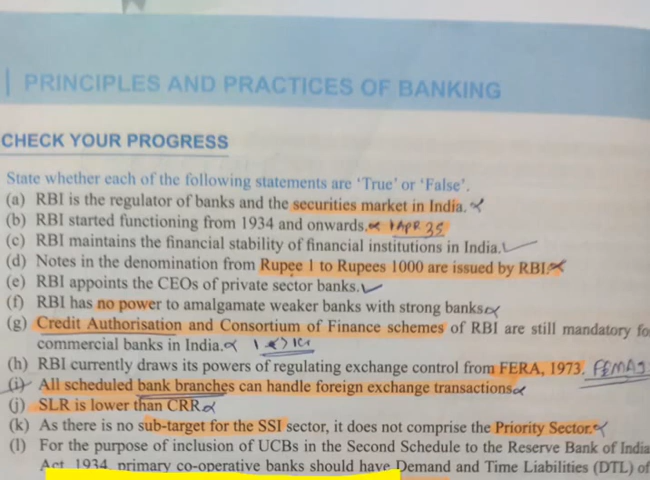 PRINCIPLES AND PRACTICES OF BANKING
CHECK YOUR PROGRESS
State whether each of the following statements are 'True' or 'False'.
(a) RBI is the regulator of banks and the securities market in India.
(b) RBI started functioning from 1934 and onwards. 1 APR 35
(c) RBI maintains the financial stability of financial institutions in India.
(d) Notes in the denomination from Rupee 1 to Rupees 1000 are issued by RBI.
(e) RBI appoints the CEOs of private sector banks.
(f) RBI has no power to amalgamate weaker banks with strong banks
(g) Credit Authorisation and Consortium of Finance schemes of RBI are still mandatory fo
commercial banks in India.
(h) RBI currently draws its powers of regulating exchange control from FERA, 1973. FEMA
(i) All scheduled bank branches can handle foreign exchange transactions
(j) SLR is lower than CRR
(k) As there is no sub-target for the SSI sector, it does not comprise the Priority Sector.
(l) For the purpose of inclusion of UCBs in the Second Schedule to the Reserve Bank of India
Act, 1934, primary co-operative banks should have Demand and Time Liabilities (DTL) of